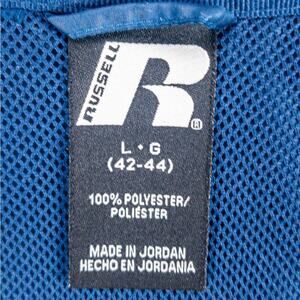 RUSSELL
R
L • G
(42-44)
100% POLYESTER/
POLIÉSTER
MADE IN JORDAN
HECHO EN JORDANIA